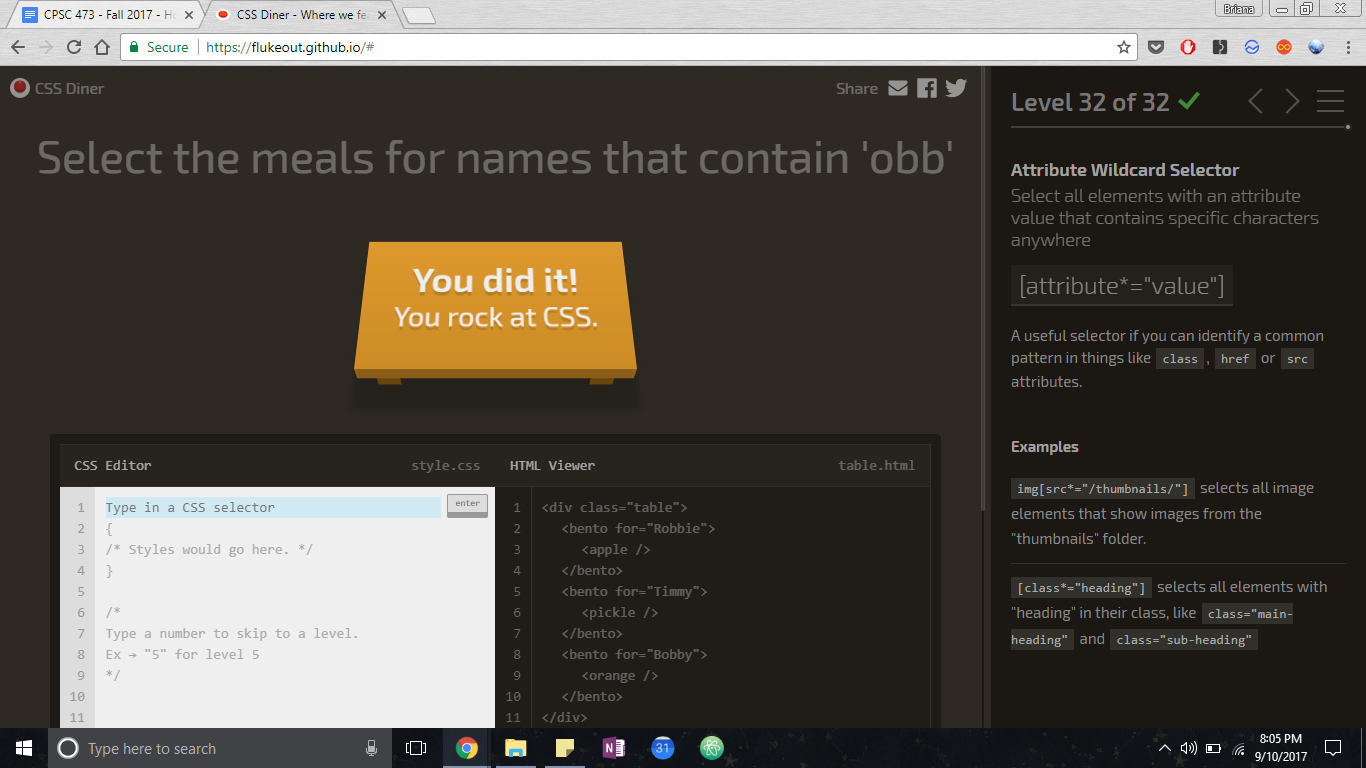 CPSC 473 - Fall 2017 - Ho
CSS Diner - Where we fe
Briana
Secure
https://flukeout.github.io/#
CSS Diner
Share
Level 32 of 32
Select the meals for names that contain 'obb'
You did it!
You rock at CSS.
Attribute Wildcard Selector
Select all elements with an attribute
value that contains specific characters
anywhere
[attribute*="value"]
A useful selector if you can identify a common
pattern in things like class, href or src
attributes.
Examples
img[src*="/thumbnails/"] selects all image
elements that show images from the
"thumbnails" folder.
[class*="heading"] selects all elements with
"heading" in their class, like class="main-
heading" and class="sub-heading"
CSS Editor
style.css
1 Type in a CSS selector
enter
2 {
3 /* Styles would go here. */
4 }
5
6 /*
7 Type a number to skip to a level.
8 Ex → "5" for level 5
9 */
10
11
HTML Viewer
table.html
1 <div class="table">
2 <bento for="Robbie">
3 <apple />
4 </bento>
5 <bento for="Timmy">
6 <pickle />
7 </bento>
8 <bento for="Bobby">
9 <orange />
10 </bento>
11 </div>
Type here to search
N
31
8:05 PM
9/10/2017